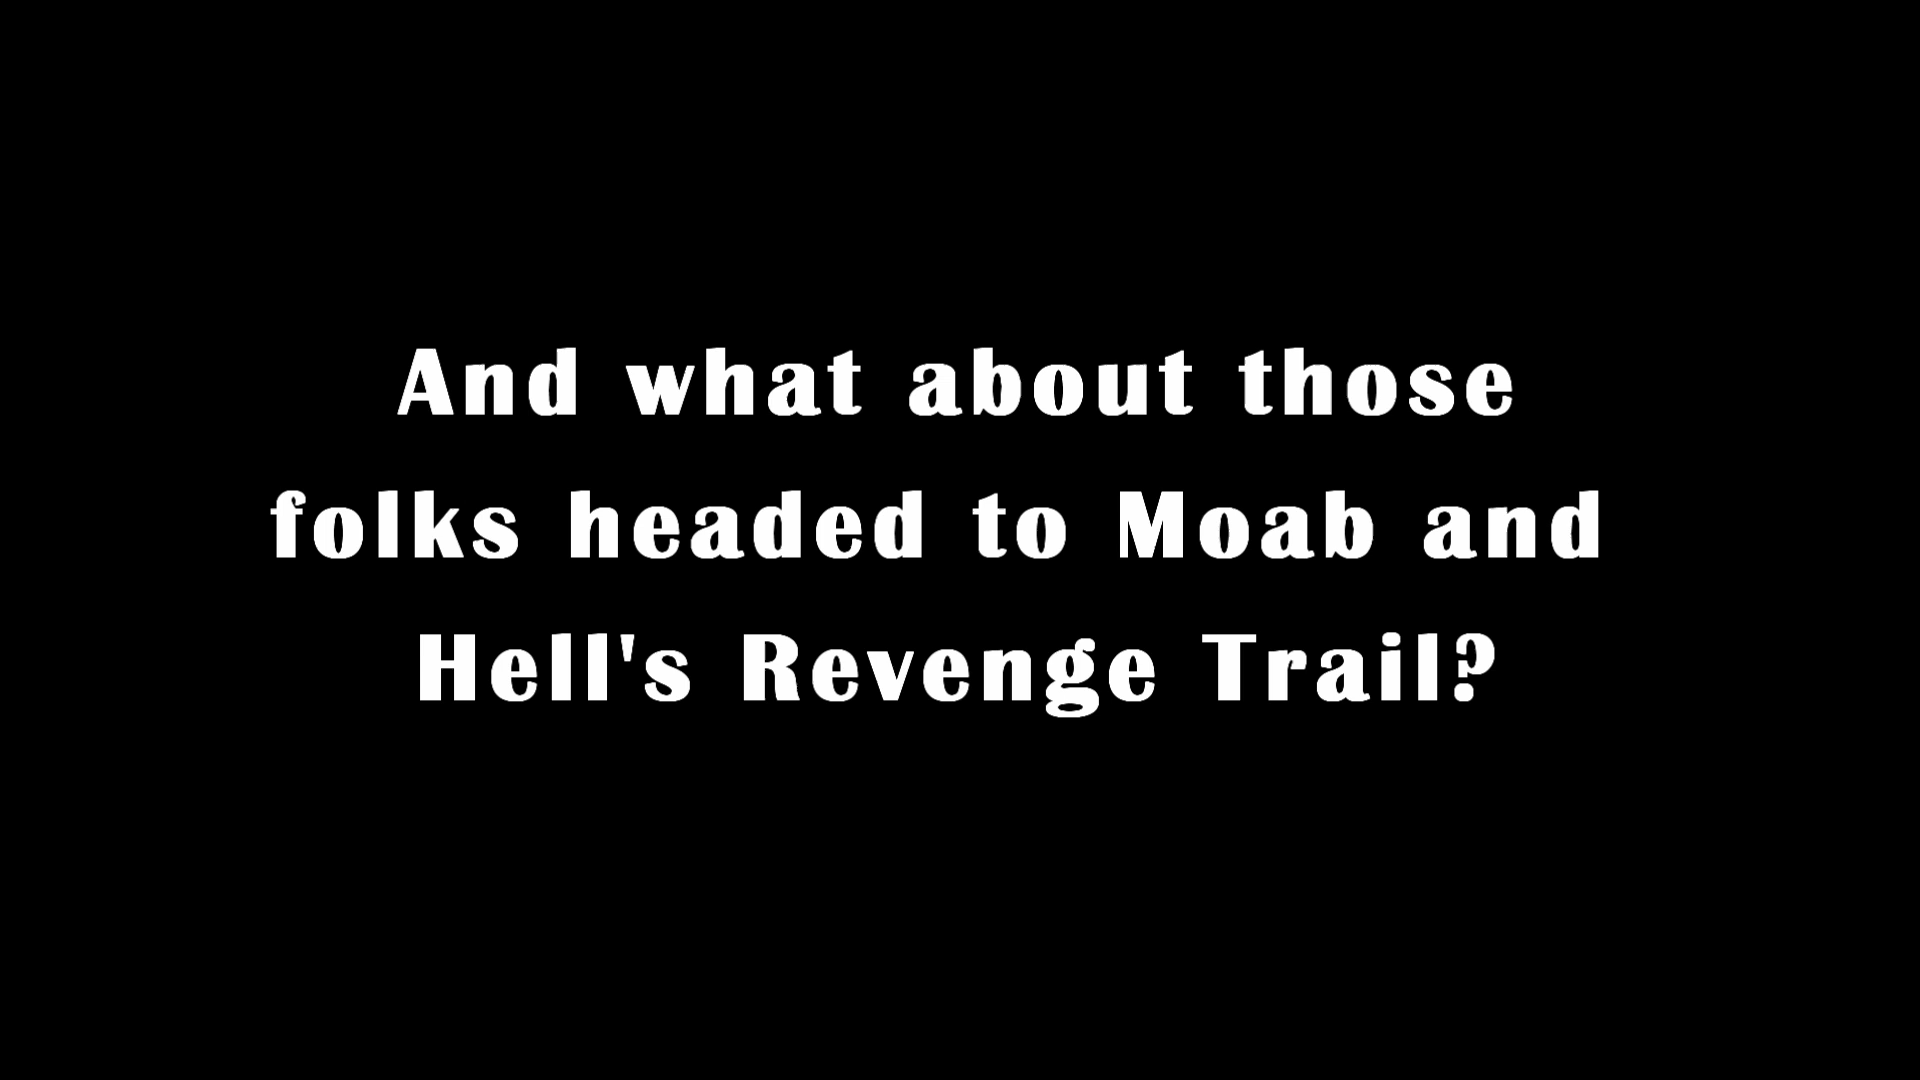 And what about those
folks headed to Moab and
Hell's Revenge Trail?